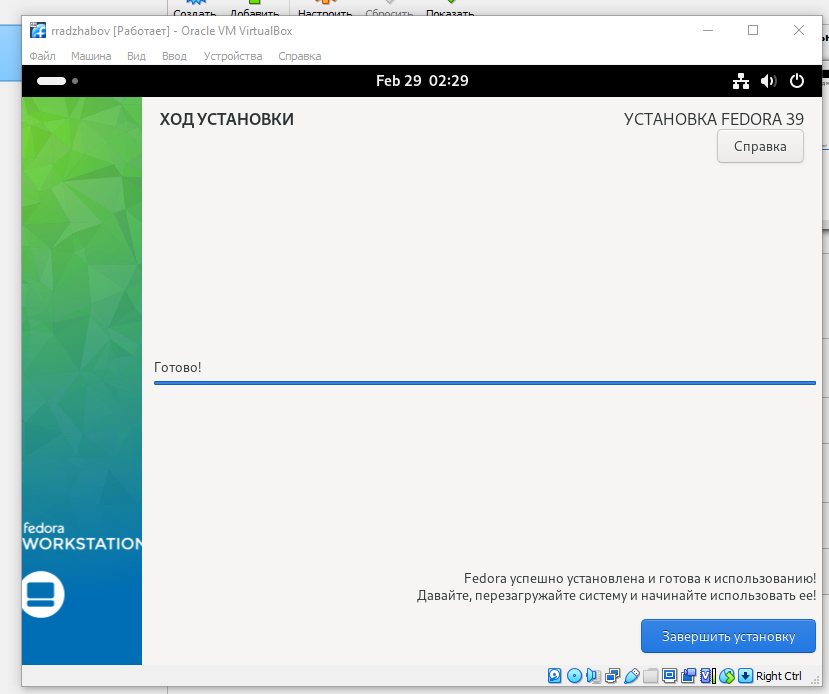 Создать Добавить Настроить Сбросить Показать
rradzhabov [Работает] - Oracle VM VirtualBox
Файл Машина Вид Ввод Устройства Справка
Feb 29 02:29
ХОД УСТАНОВКИ
УСТАНОВКА FEDORA 39
Справка
Готово!
fedora
WORKSTATION
Fedora успешно установлена и готова к использованию!
Давайте, перезагружайте систему и начинайте использовать ее!
Завершить установку
Right Ctrl